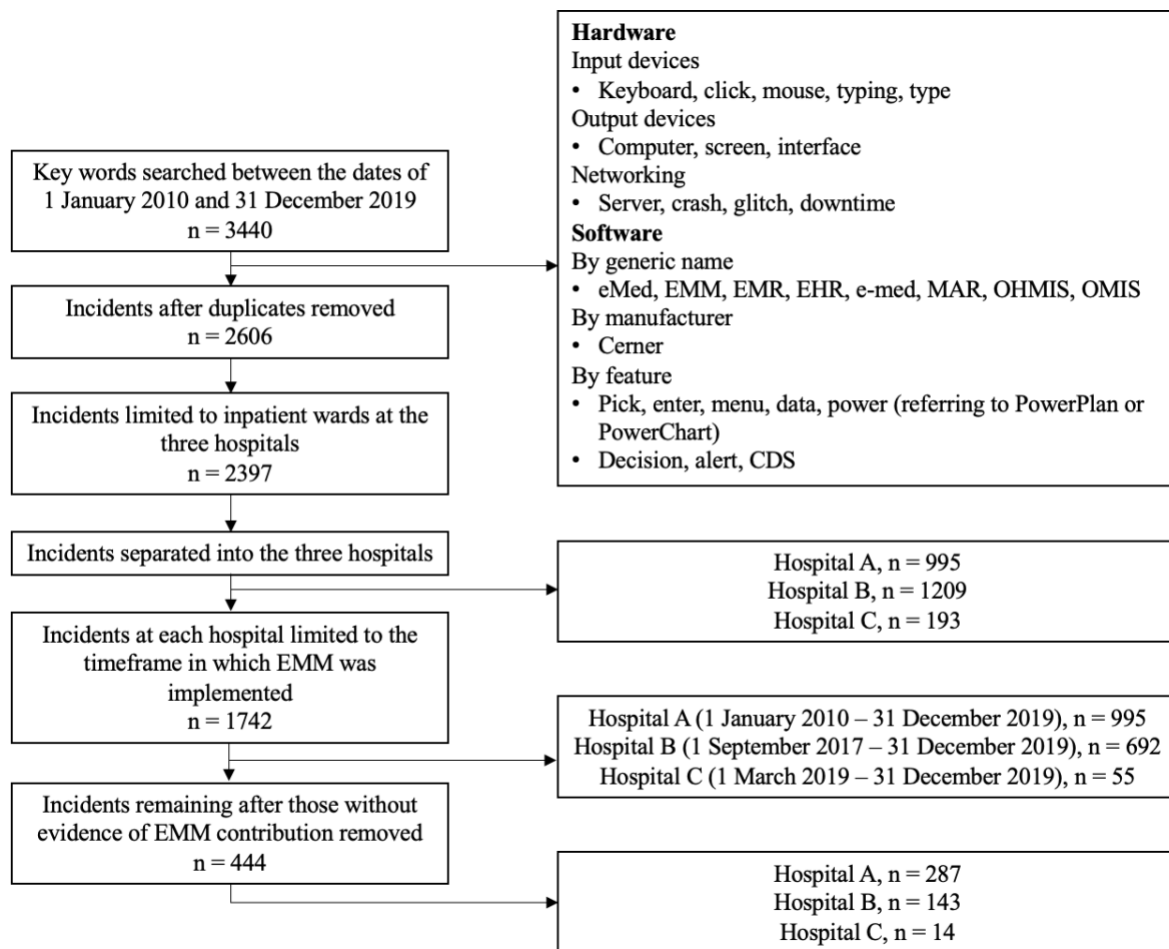 Key words searched between the dates of
1 January 2010 and 31 December 2019
n = 3440
Hardware
Input devices
• Keyboard, click, mouse, typing, type
Output devices
• Computer, screen, interface
Networking
• Server, crash, glitch, downtime
Software
By generic name
• eMed, EMM, EMR, EHR, e-med, MAR, OHMIS, OMIS
By manufacturer
• Cerner
By feature
• Pick, enter, menu, data, power (referring to PowerPlan or
PowerChart)
• Decision, alert, CDS
Incidents after duplicates removed
n = 2606
Incidents limited to inpatient wards at the
three hospitals
n = 2397
Incidents separated into the three hospitals
Hospital A, n = 995
Hospital B, n = 1209
Hospital C, n = 193
Incidents at each hospital limited to the
timeframe in which EMM was
implemented
n = 1742
Hospital A (1 January 2010 – 31 December 2019), n = 995
Hospital B (1 September 2017 – 31 December 2019), n = 692
Hospital C (1 March 2019 – 31 December 2019), n = 55
Incidents remaining after those without
evidence of EMM contribution removed
n = 444
Hospital A, n = 287
Hospital B, n = 143
Hospital C, n = 14